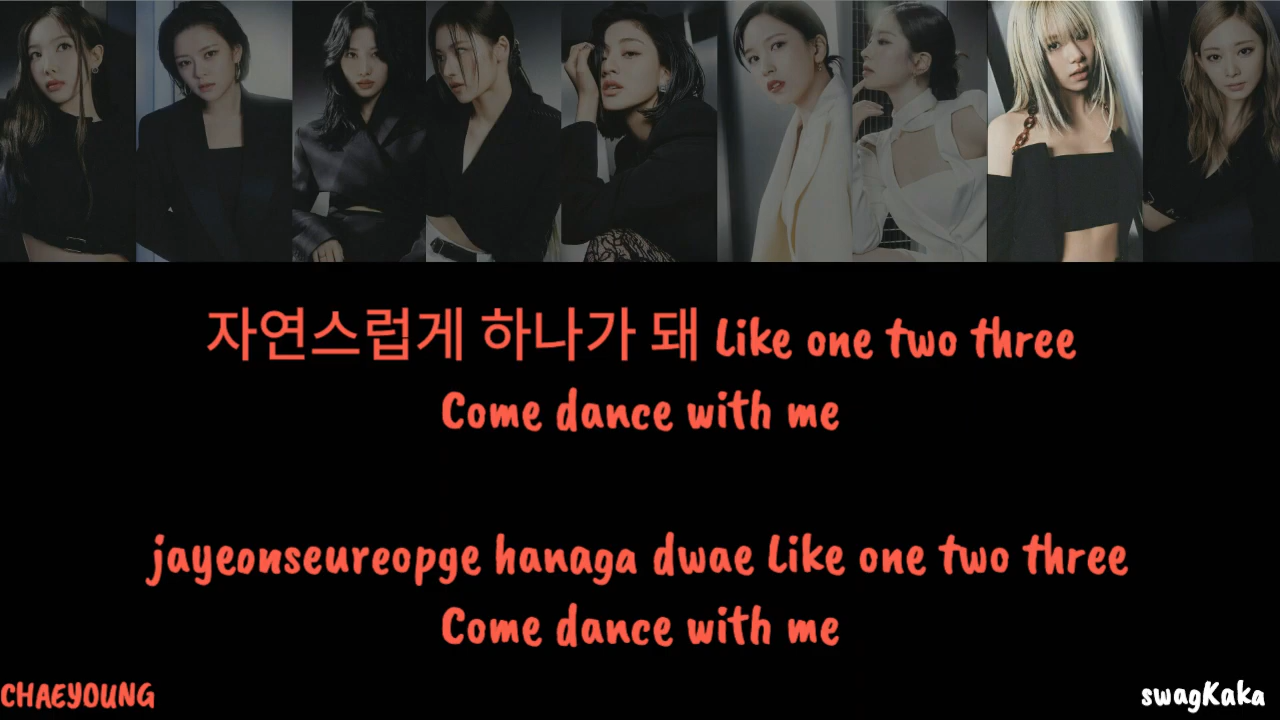 자연스럽게 하나가 돼 Like one two three
Come dance with me
jayeonseureopge hanaga dwae Like one two three
Come dance with me
CHAEYOUNG
swagKaka